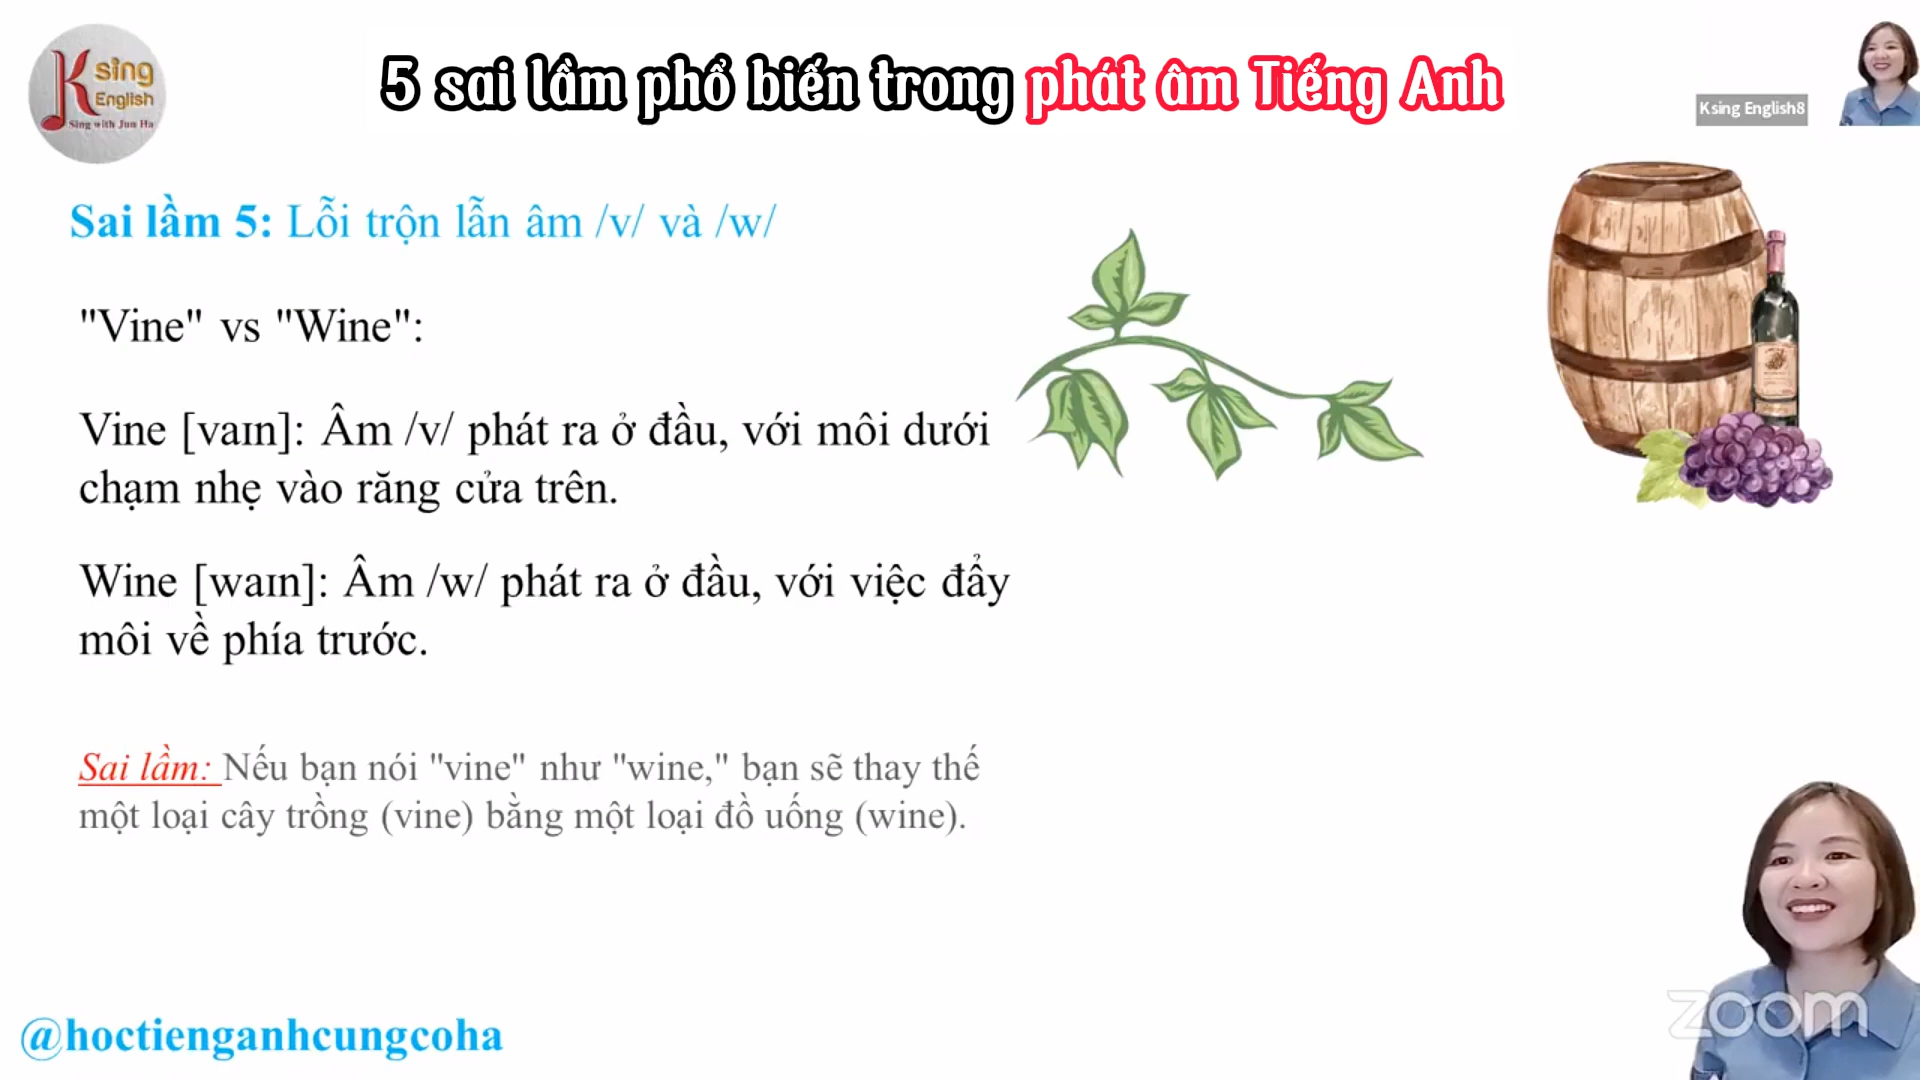 Ksing
English
Sing with Jun Ha
5 sai lầm phổ biến trong phát âm Tiếng Anh
Ksing English8
Sai lầm 5: Lỗi trộn lẫn âm /v/ và /w/
"Vine" vs "Wine":
Vine [vaɪn]: Âm /v/ phát ra ở đầu, với môi dưới
chạm nhẹ vào răng cửa trên.
Wine [waɪn]: Âm /w/ phát ra ở đầu, với việc đẩy
môi về phía trước.
Sai lầm: Nếu bạn nói "vine" như "wine," bạn sẽ thay thế
một loại cây trồng (vine) bằng một loại đồ uống (wine).
zoom
@hoctienganhcungcoha